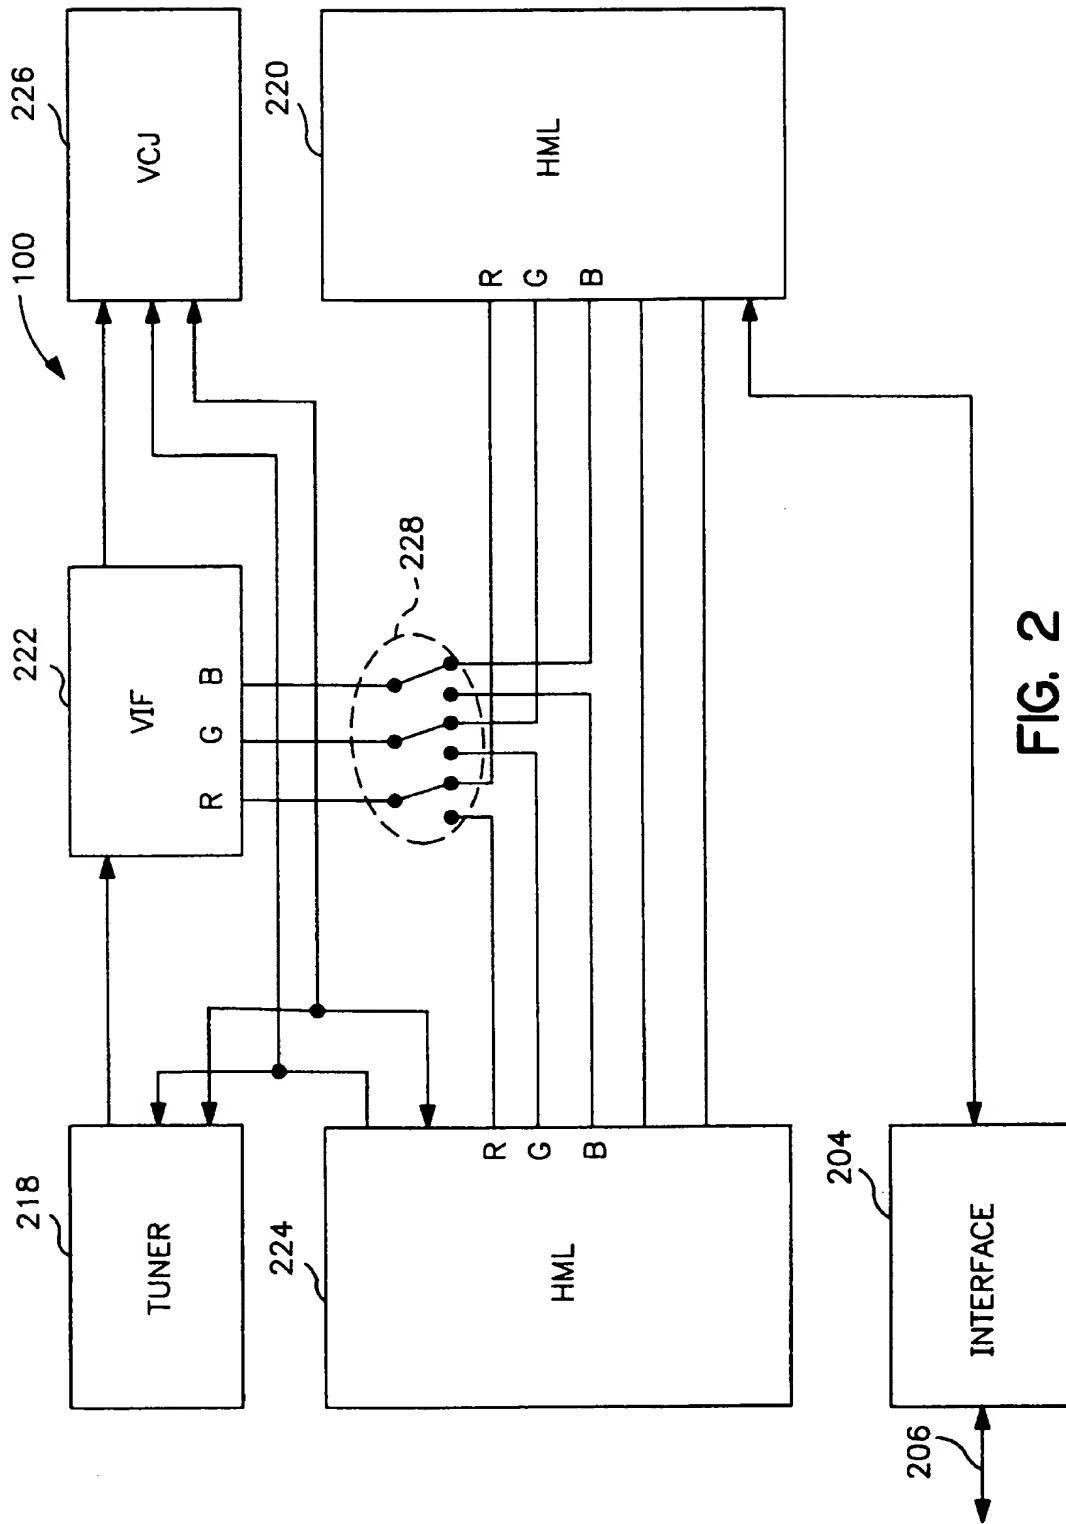 218
TUNER
222
VIF
R G B
100
226
VCJ
228
224
HML
R
G
B
220
HML
R
G
B
204
INTERFACE
206
FIG. 2